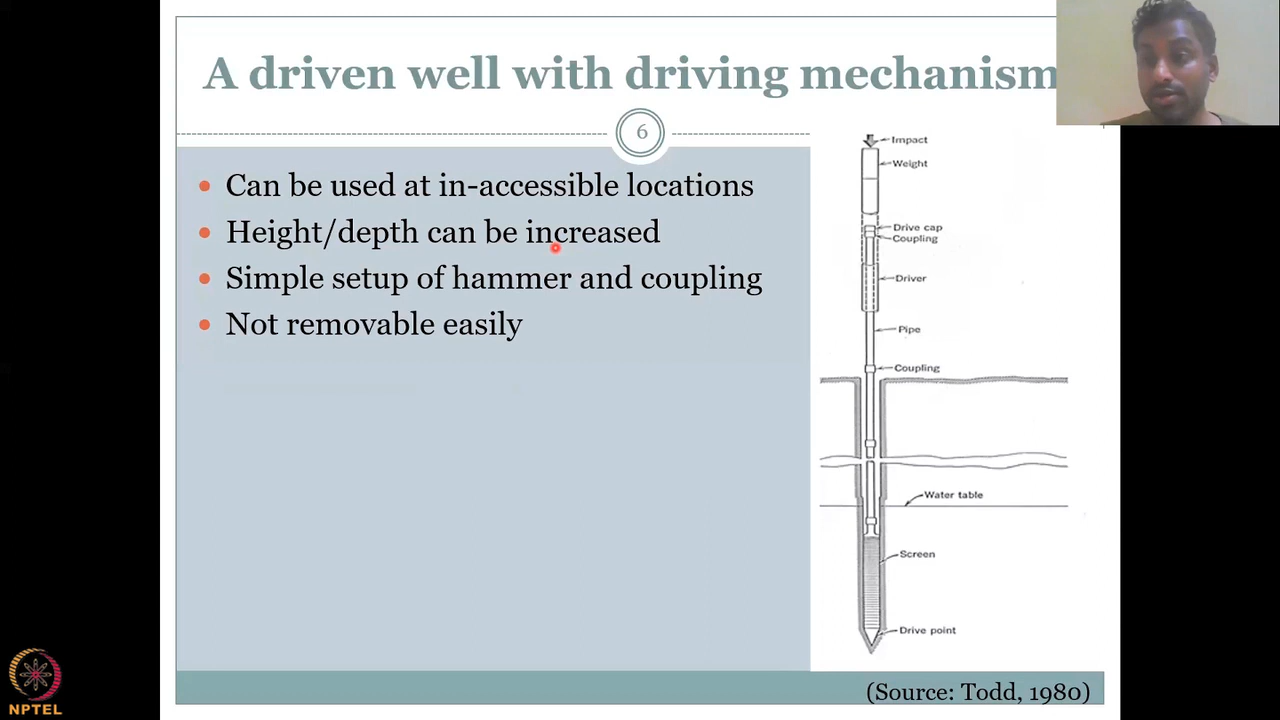 A driven well with driving mechanism
6
• Can be used at in-accessible locations
• Height/depth can be increased
• Simple setup of hammer and coupling
• Not removable easily
Impact
Weight
Drive cap
Coupling
Driver
Pipe
Coupling
Water table
Screen
Drive point
(Source: Todd, 1980)
NPTEL